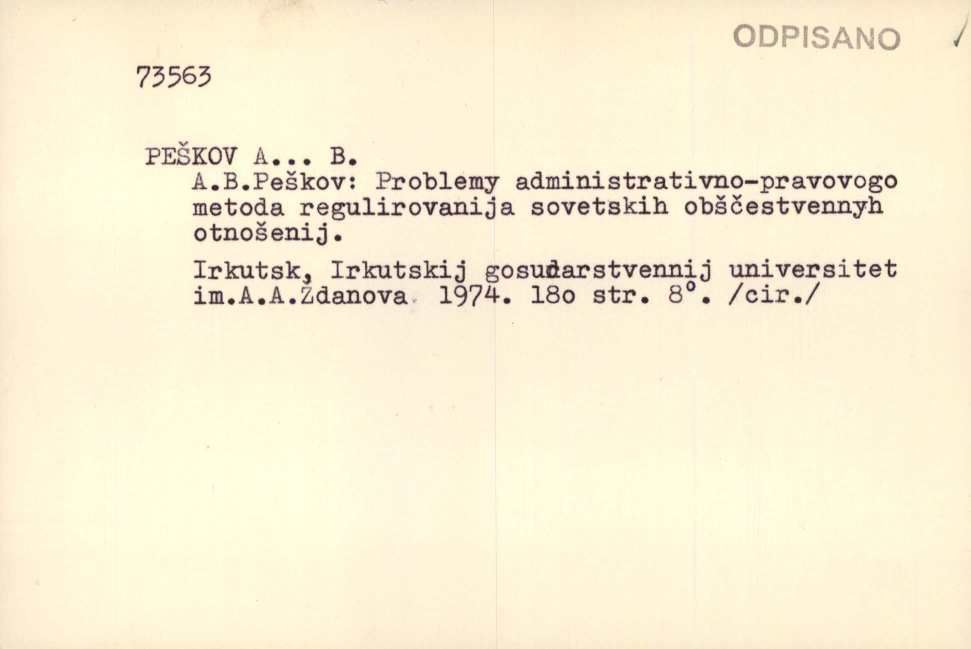 ODPISANO
73563
PEŠKOV A... B.
A.B.Peškov: Problemy administrativno-pravovogo
metoda regulirovanija sovetskih obščestvennyh
otnošenij.
Irkutsk, Irkutskij gosudarstvennij universitet
im.A.A.Ždanova. 1974. 18o str. 8°. /cir./